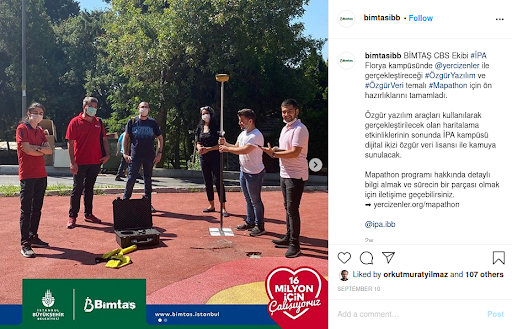 bimtasibb • Follow
bimtasibb BİMTAŞ CBS Ekibi #İPA
Florya kampüsünde @yercizenler ile
gerçekleştireceği #ÖzgürYazılım ve
#ÖzgürVeri temalı #Mapathon için ön
hazırlıklarını tamamladı.
Özgür yazılım araçları kullanılarak
gerçekleştirilecek olan haritalama
etkinliklerinin sonunda İPA kampüsü
dijital ikizi özgür veri lisansı ile kamuya
sunulacak.
Mapathon programı hakkında detaylı
bilgi almak ve sürecin bir parçası olmak
için iletişime geçebilirsiniz.
➡ yercizenler.org/mapathon
@ipa.ibb
Liked by orkutmuratyilmaz and 107 others
SEPTEMBER 10
Add a comment...
Post
İSTANBUL
BÜYÜKŞEHİR
BELEDİYESİ
Bimtaş
www.bimtas.istanbul
16
MİLYON
İÇİN
Çalışıyoruz